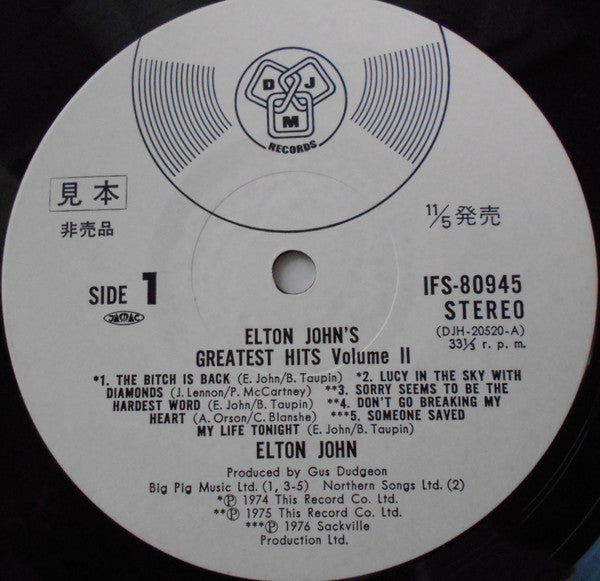 D J
M
RECORDS
見本
非売品
11/5発売
SIDE 1
JASRAC
IFS-80945
STEREO
(DJH-20520-A)
33⅓ r. p. m.
ELTON JOHN'S
GREATEST HITS Volume II
*1. THE BITCH IS BACK (E. John/B. Taupin) *2. LUCY IN THE SKY WITH
DIAMONDS (J. Lennon/P. McCartney) **3. SORRY SEEMS TO BE THE
HARDEST WORD (E. John/B. Taupin) **4. DON'T GO BREAKING MY
HEART (A. Orson/C. Blanshe) ***5. SOMEONE SAVED
MY LIFE TONIGHT (E. John/B. Taupin)
ELTON JOHN
Produced by Gus Dudgeon
Big Pig Music Ltd. (1, 3-5) Northern Songs Ltd. (2)
*Ⓟ 1974 This Record Co. Ltd.
**Ⓟ 1975 This Record Co. Ltd.
***Ⓟ 1976 Sackville
Production Ltd.